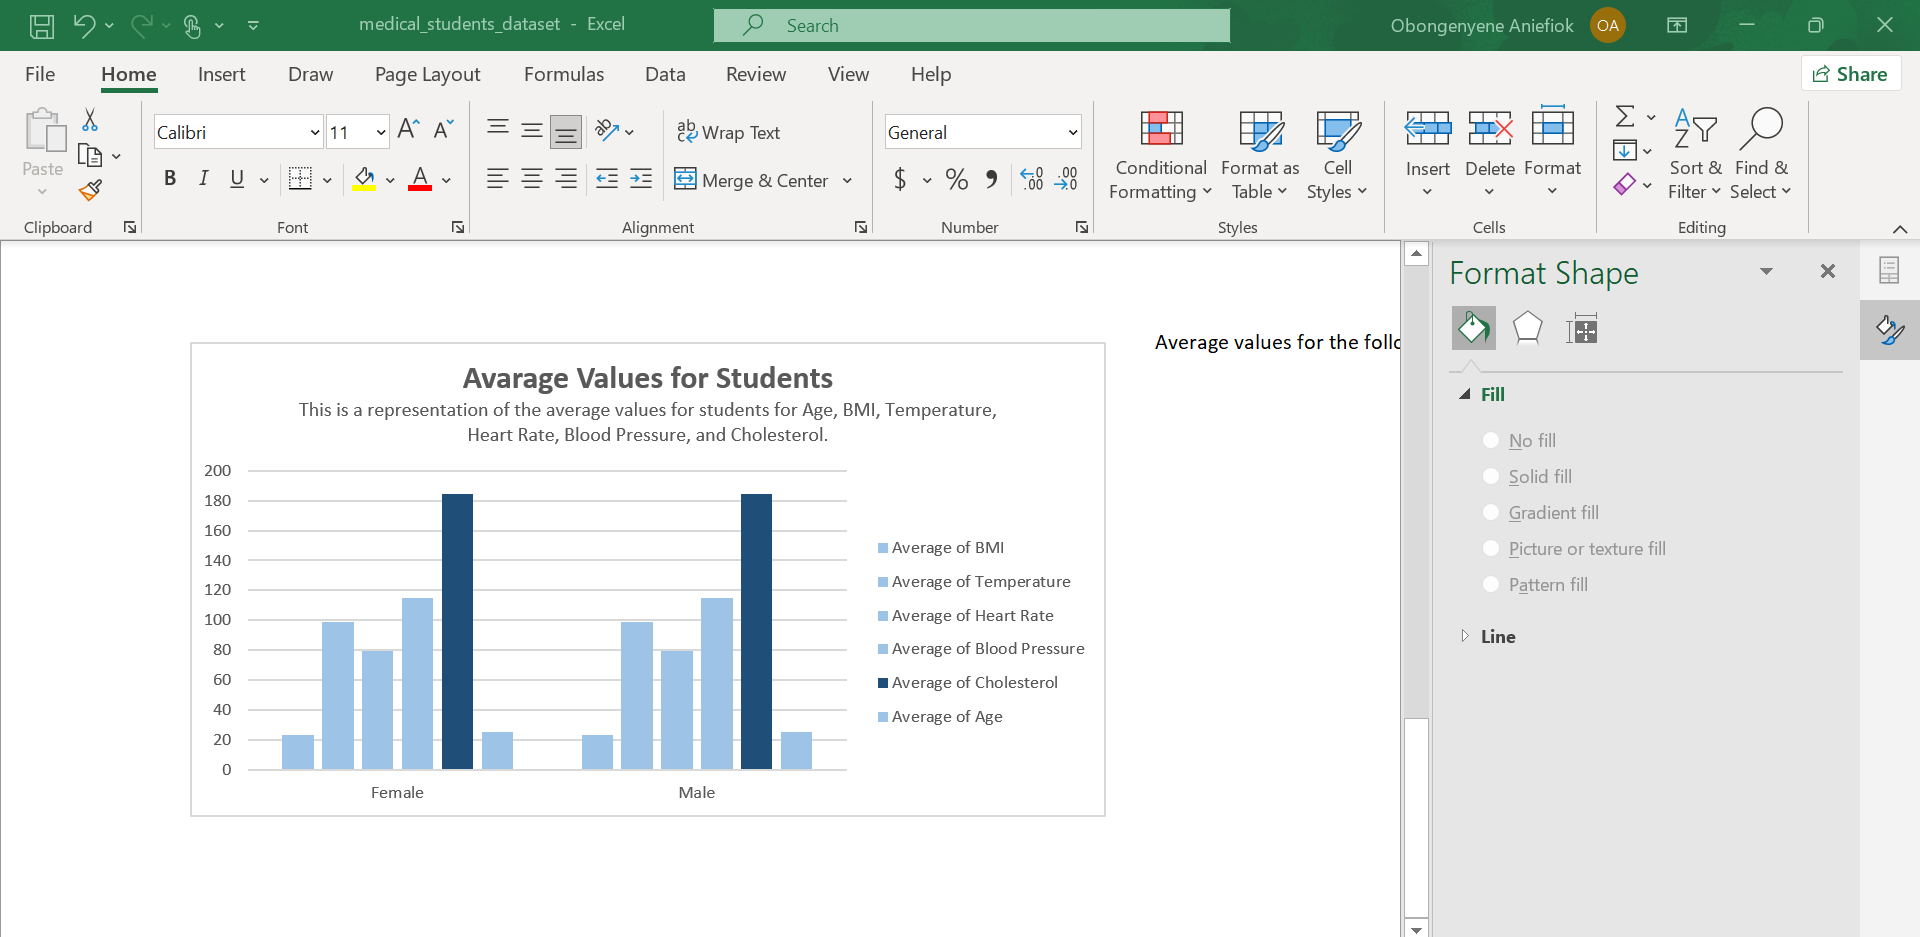 medical_students_dataset - Excel
Search
Obongenyene Aniefiok
OA
File Home Insert Draw Page Layout Formulas Data Review View Help
Share
Paste
Clipboard
Calibri 11
B I U A
Font
Wrap Text
Merge & Center
Alignment
General
$ % 9 .00 .0
Number
Conditional Formatting
Format as Table
Cell Styles
Styles
Insert Delete Format
Cells
Sort & Filter
Find & Select
Editing
Average values for the follo
Avarage Values for Students
This is a representation of the average values for students for Age, BMI, Temperature,
Heart Rate, Blood Pressure, and Cholesterol.
200
180
160
140
120
100
80
60
40
20
0
Female Male
Average of BMI
Average of Temperature
Average of Heart Rate
Average of Blood Pressure
Average of Cholesterol
Average of Age
Format Shape
Fill
No fill
Solid fill
Gradient fill
Picture or texture fill
Pattern fill
Line